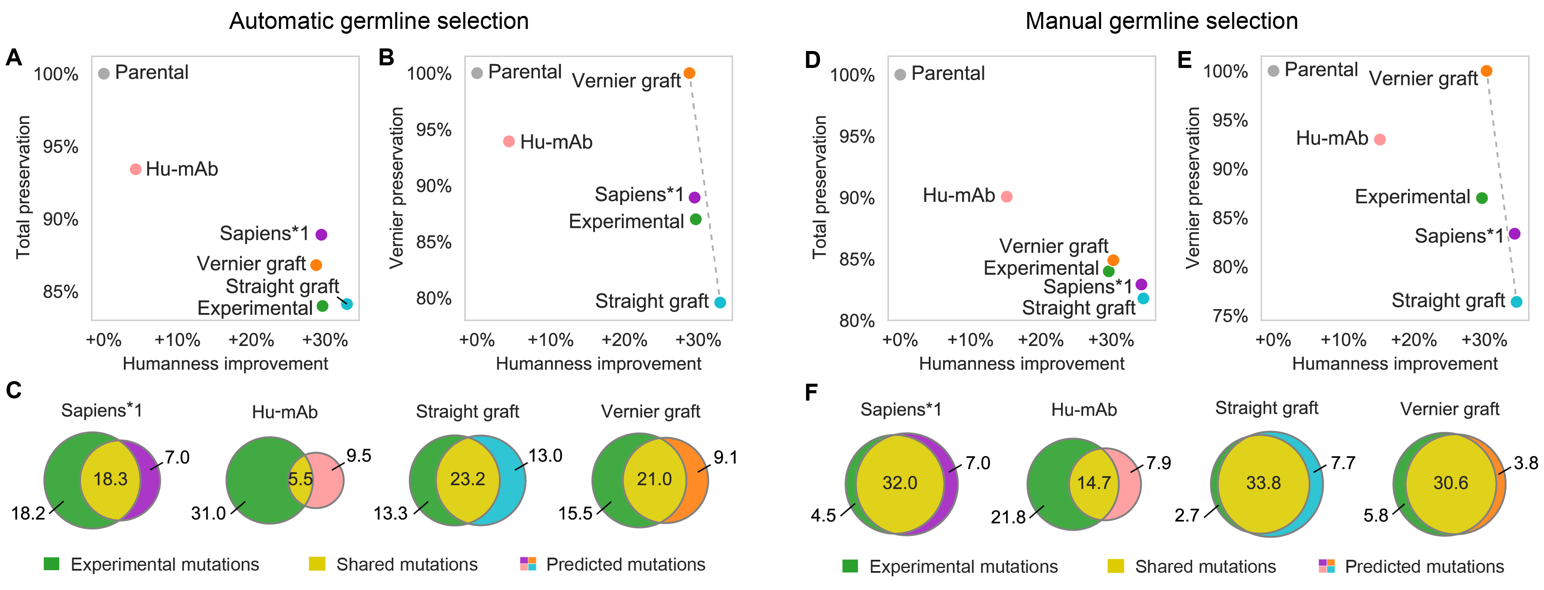 Automatic germline selection
Manual germline selection
A
Total preservation
100%
95%
90%
85%
Parental
Hu-mAb
Sapiens*1
Vernier graft
Straight graft
Experimental
+0%
+10%
+20%
+30%
Humanness improvement
B
Vernier preservation
100%
95%
90%
85%
80%
Parental
Vernier graft
Hu-mAb
Sapiens*1
Experimental
Straight graft
+0%
+10%
+20%
+30%
Humanness improvement
D
Total preservation
100%
95%
90%
85%
80%
Parental
Hu-mAb
Vernier graft
Experimental
Sapiens*1
Straight graft
+0%
+10%
+20%
+30%
Humanness improvement
E
Vernier preservation
100%
95%
90%
85%
80%
75%
Parental
Vernier graft
Hu-mAb
Experimental
Sapiens*1
Straight graft
+0%
+10%
+20%
+30%
Humanness improvement
C
Sapiens*1
18.2
18.3
7.0
Hu-mAb
31.0
5.5
9.5
Straight graft
13.3
23.2
13.0
Vernier graft
15.5
21.0
9.1
Experimental mutations
Shared mutations
Predicted mutations
F
Sapiens*1
4.5
32.0
7.0
Hu-mAb
21.8
14.7
7.9
Straight graft
2.7
33.8
7.7
Vernier graft
5.8
30.6
3.8
Experimental mutations
Shared mutations
Predicted mutations